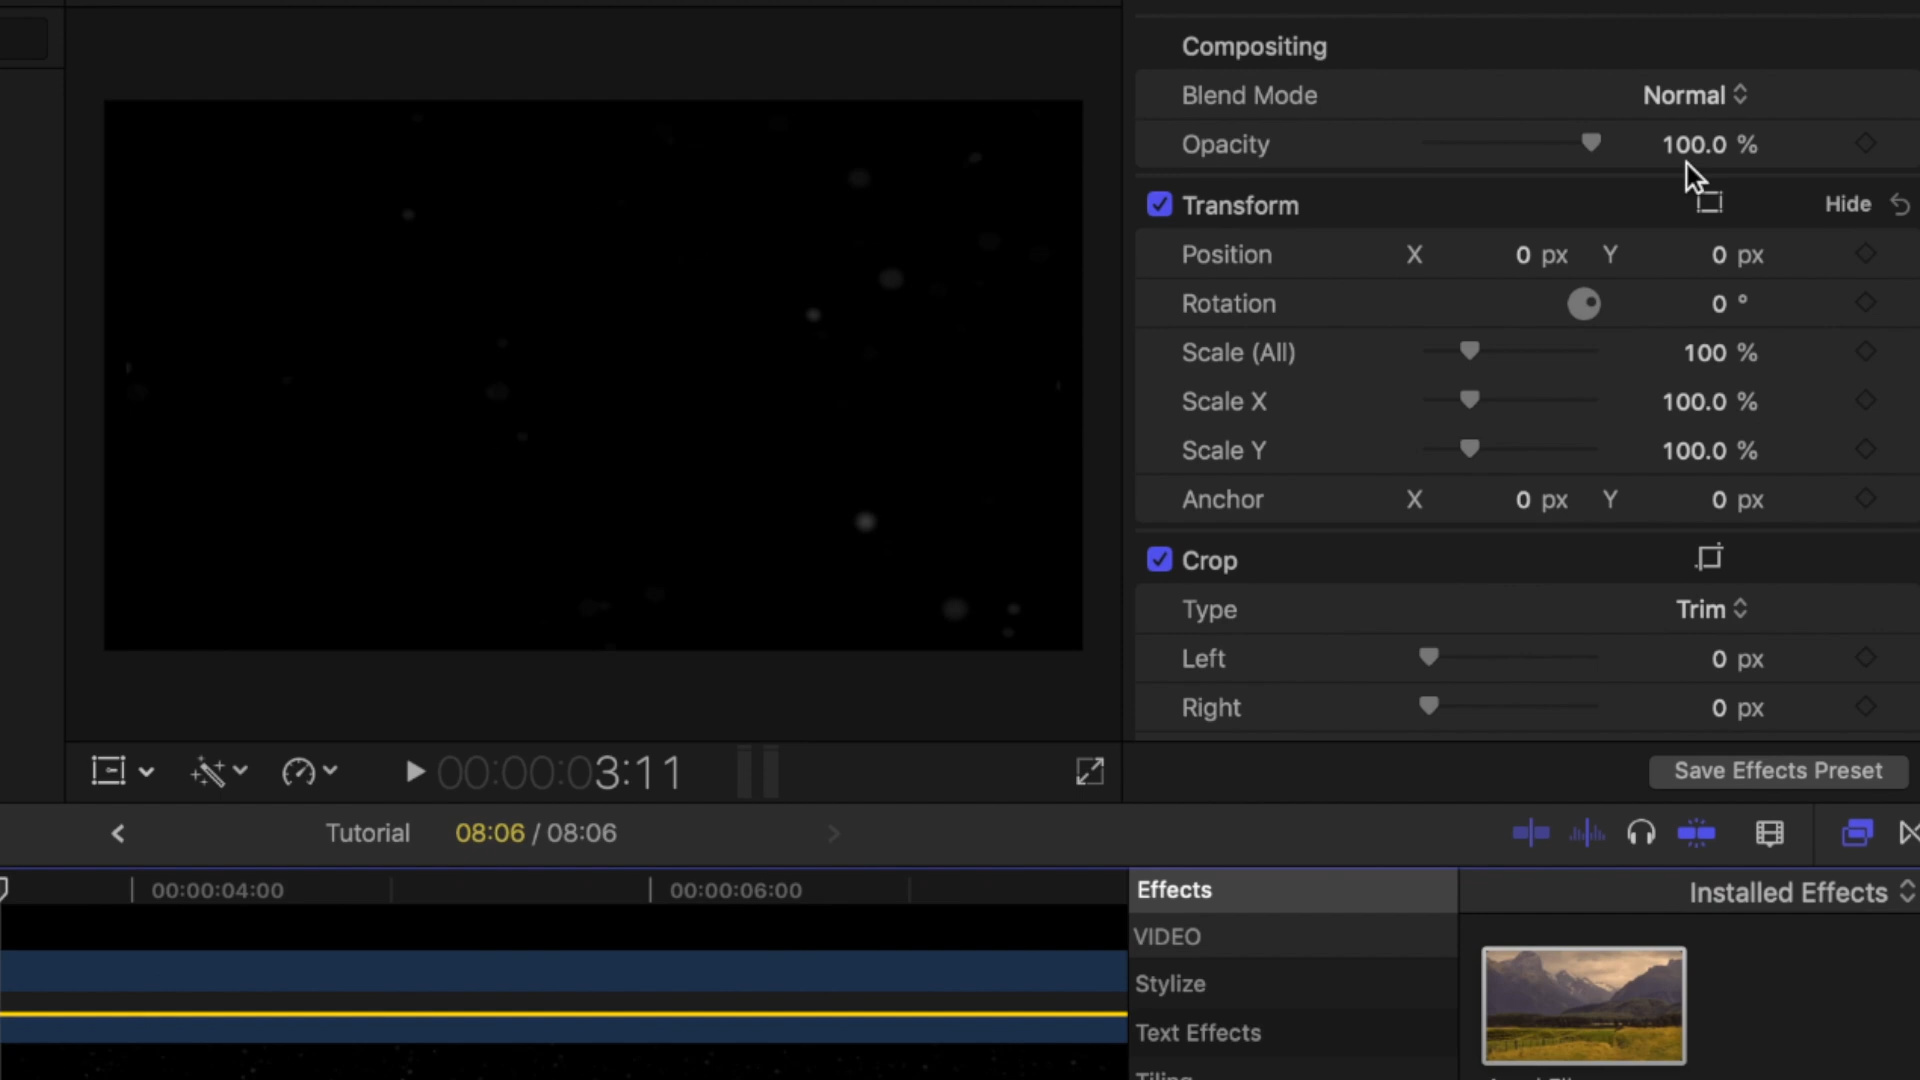 Compositing
Blend Mode Normal
Opacity 100.0 %
Transform Hide
Position X 0 px Y 0 px
Rotation 0 °
Scale (All) 100 %
Scale X 100.0 %
Scale Y 100.0 %
Anchor X 0 px Y 0 px
Crop
Type Trim
Left 0 px
Right 0 px
00:00:03:11
Save Effects Preset
Tutorial 08:06 / 08:06
00:00:04:00 00:00:06:00
Effects
Installed Effects
VIDEO
Stylize
Text Effects
Tiling